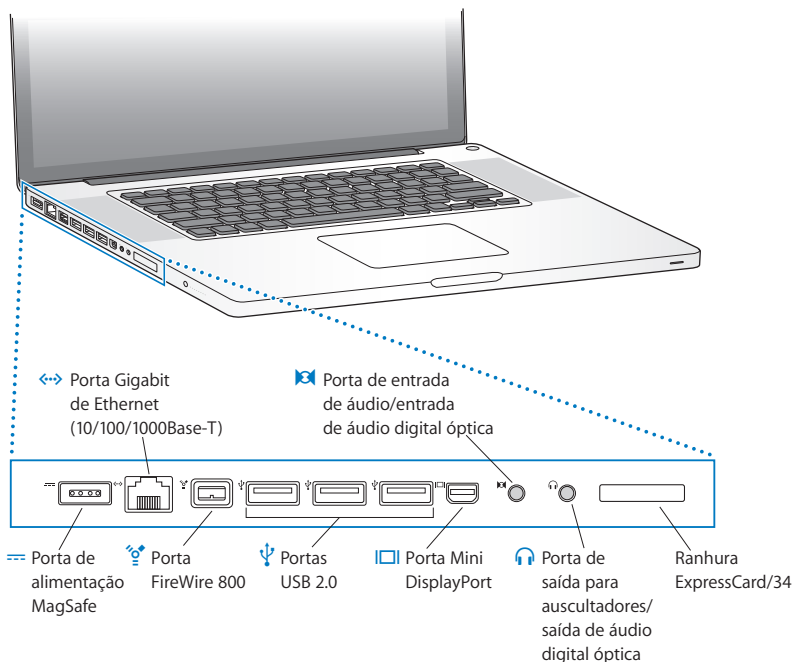 Porta Gigabit
de Ethernet
(10/100/1000Base-T)
Porta de entrada
de áudio/entrada
de áudio digital óptica
Porta de
alimentação
MagSafe
Porta
FireWire 800
Portas
USB 2.0
Porta Mini
DisplayPort
Porta de
saída para
auscultadores/
saída de áudio
digital óptica
Ranhura
ExpressCard/34